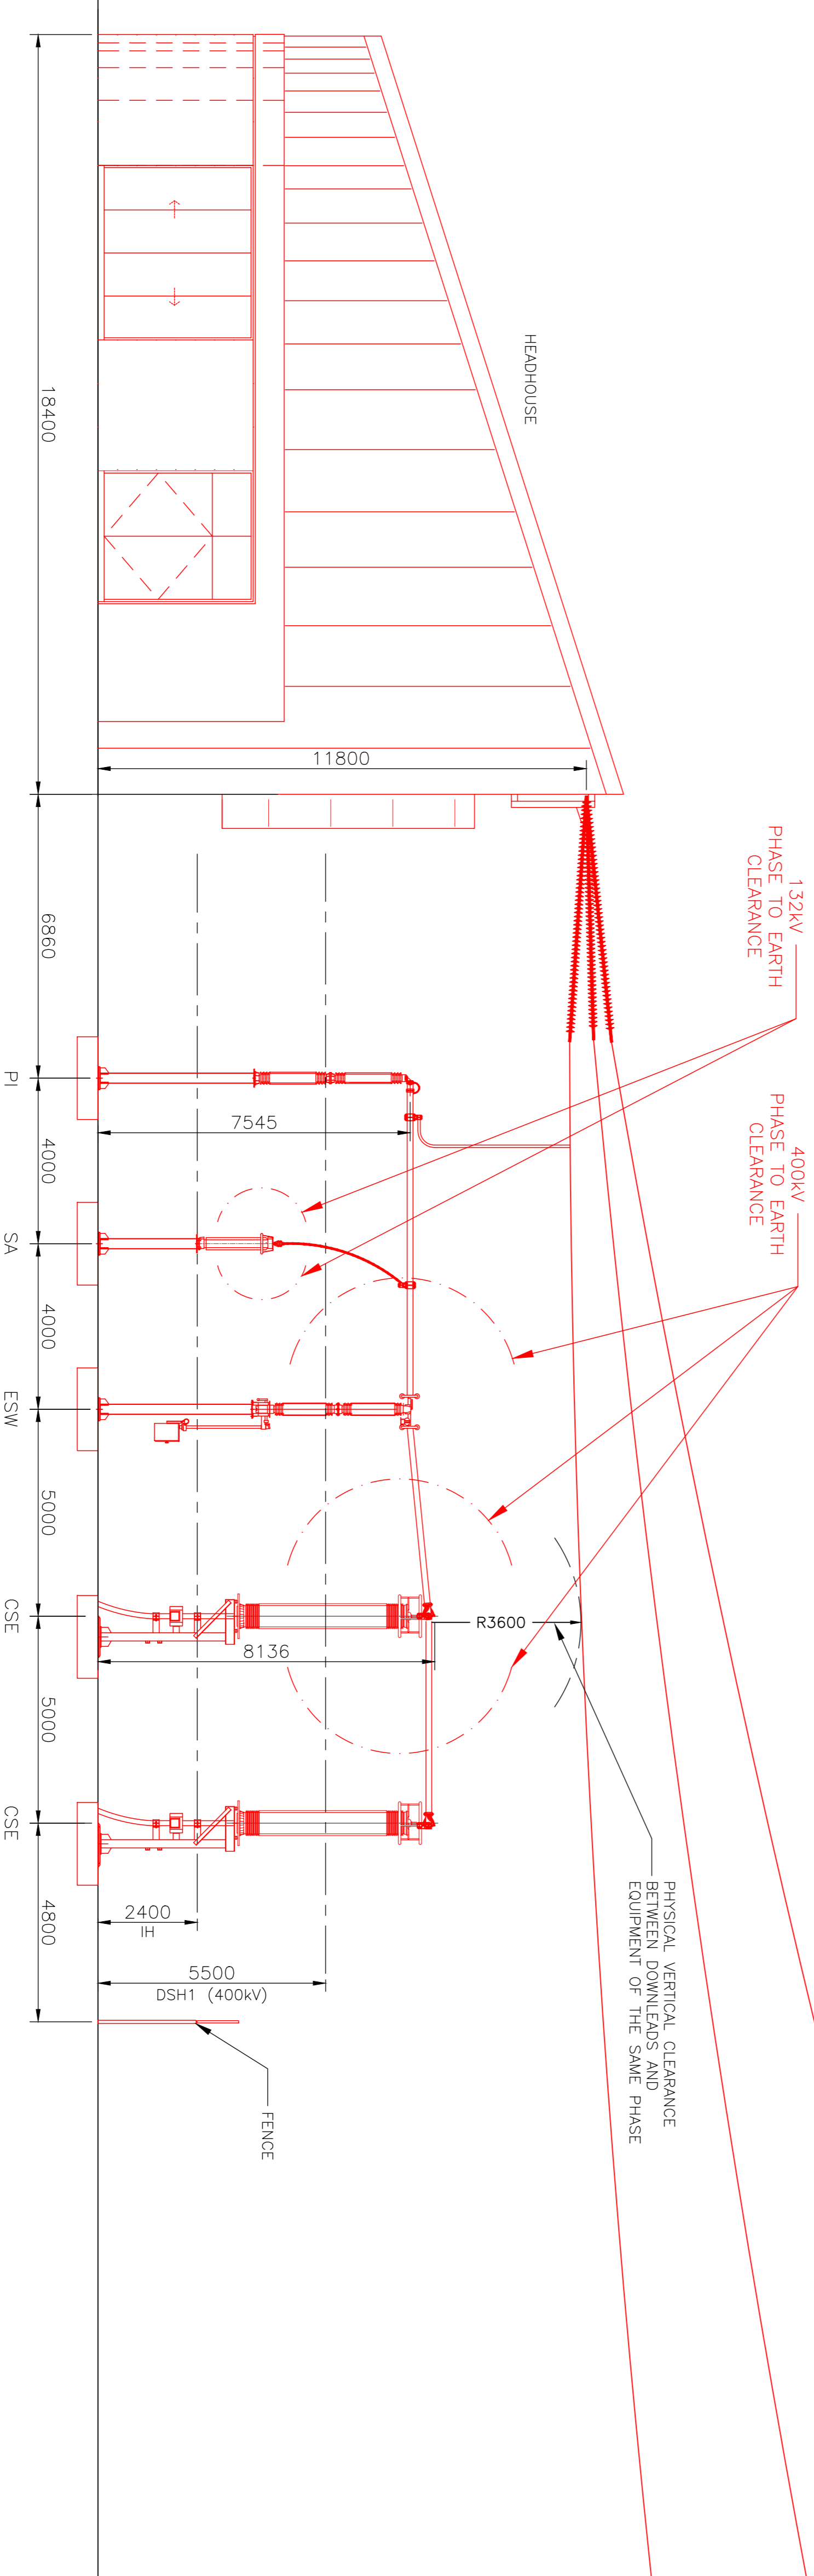 HEADHOUSE
132kV
PHASE TO EARTH
CLEARANCE
400kV
PHASE TO EARTH
CLEARANCE
PHYSICAL VERTICAL CLEARANCE
BETWEEN DOWNLEADS AND
EQUIPMENT OF THE SAME PHASE
FENCE
R3600
11800
7545
8136
2400
IH
5500
DSH1 (400kV)
18400
6860
4000
4000
5000
5000
4800
PI
SA
ESW
CSE
CSE